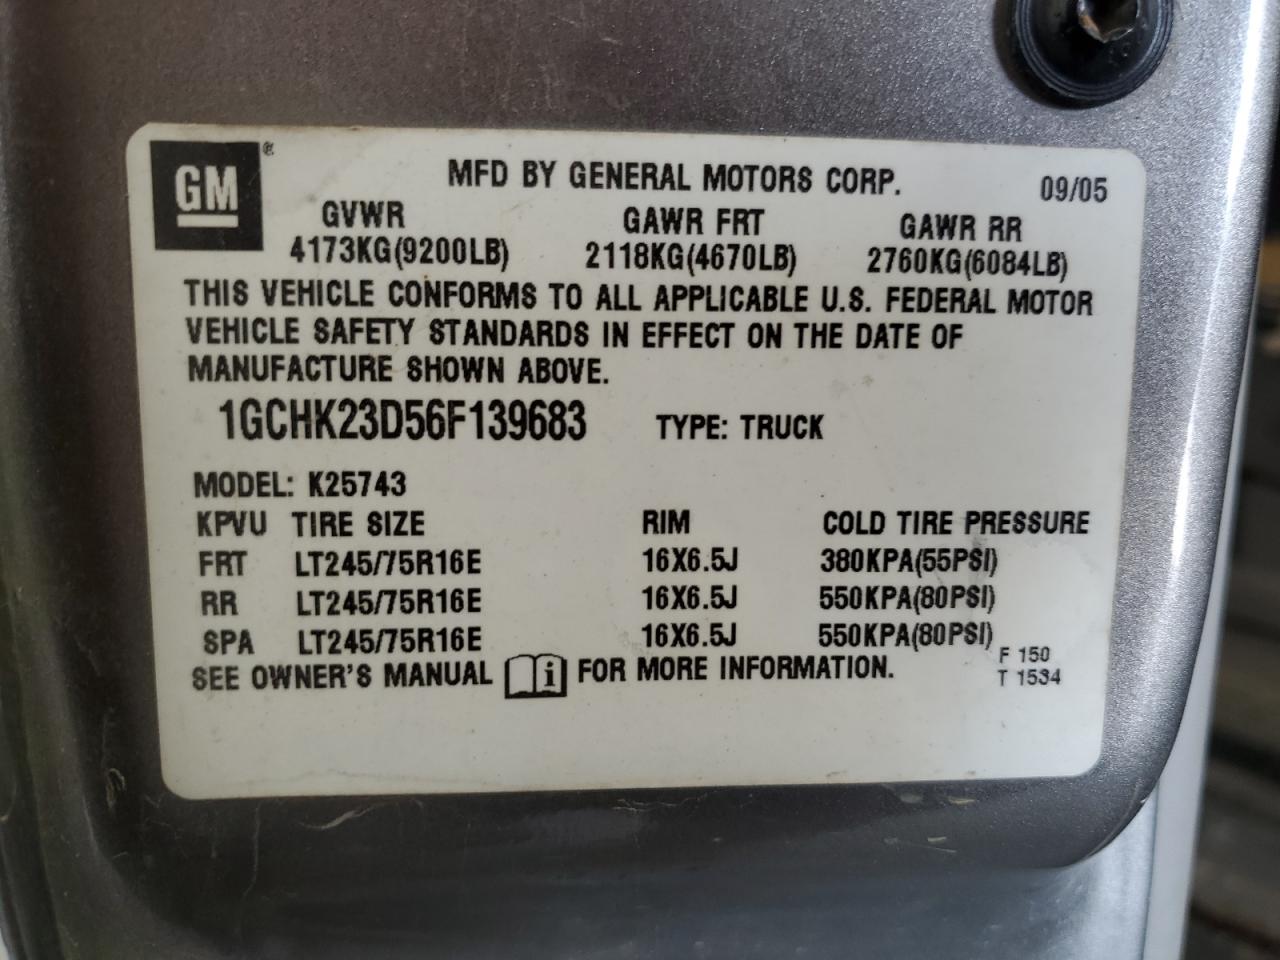 GM®
MFD BY GENERAL MOTORS CORP. 09/05
GVWR GAWR FRT GAWR RR
4173KG(9200LB) 2118KG(4670LB) 2760KG(6084LB)
THIS VEHICLE CONFORMS TO ALL APPLICABLE U.S. FEDERAL MOTOR
VEHICLE SAFETY STANDARDS IN EFFECT ON THE DATE OF
MANUFACTURE SHOWN ABOVE.
1GCHK23D56F139683 TYPE: TRUCK
MODEL: K25743
KPVU TIRE SIZE RIM COLD TIRE PRESSURE
FRT LT245/75R16E 16X6.5J 380KPA(55PSI)
RR LT245/75R16E 16X6.5J 550KPA(80PSI)
SPA LT245/75R16E 16X6.5J 550KPA(80PSI)
SEE OWNER'S MANUAL i FOR MORE INFORMATION.
F 150
T 1534